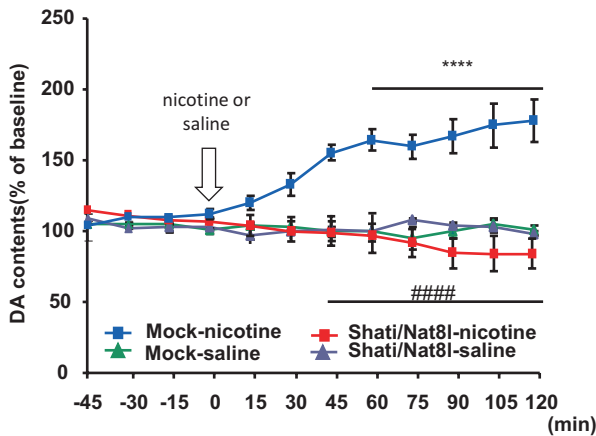 DA contents(% of baseline)
250
200
150
100
50
0
nicotine or
saline
****
####
Mock-nicotine
Mock-saline
Shati/Nat8l-nicotine
Shati/Nat8l-saline
-45 -30 -15 0 15 30 45 60 75 90 105 120
(min)